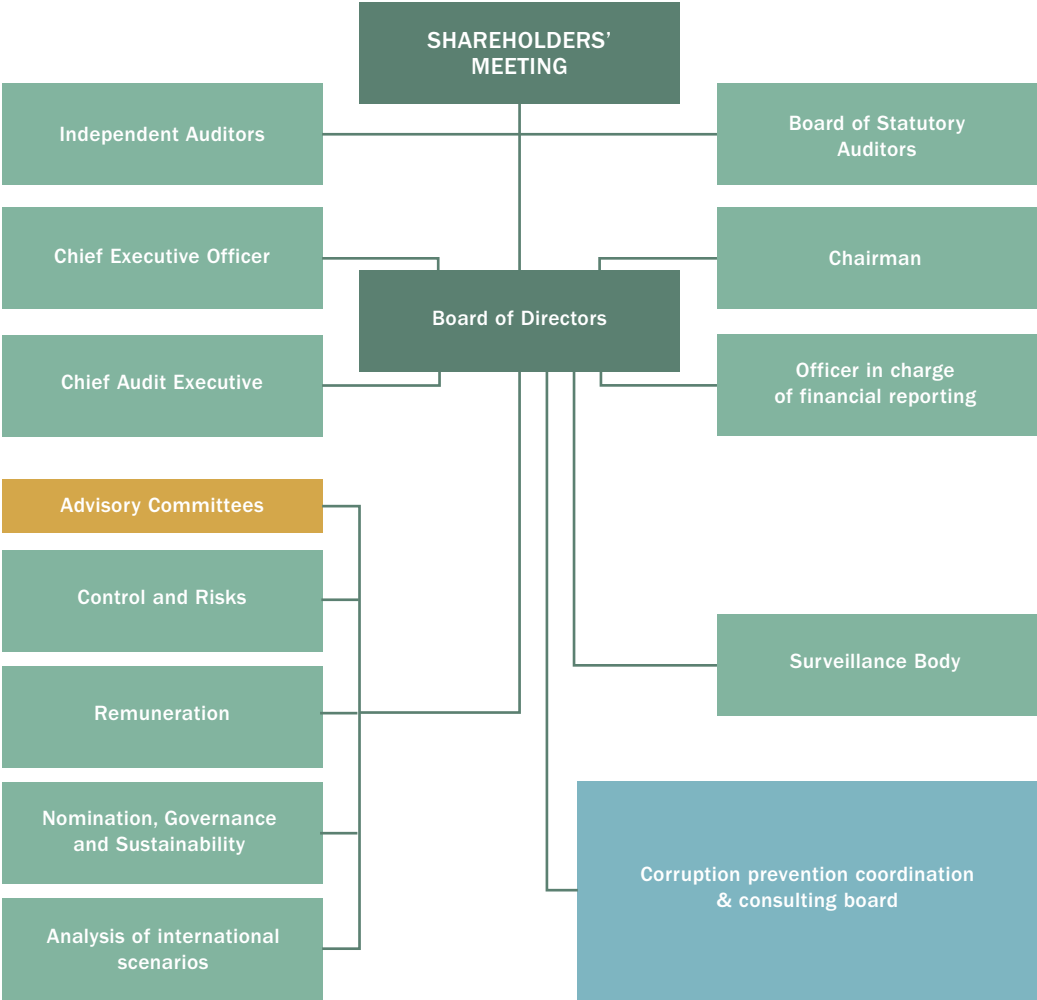 SHAREHOLDERS’
MEETING
Independent Auditors
Board of Statutory
Auditors
Chief Executive Officer
Chairman
Board of Directors
Chief Audit Executive
Officer in charge
of financial reporting
Advisory Committees
Control and Risks
Surveillance Body
Remuneration
Nomination, Governance
and Sustainability
Corruption prevention coordination
& consulting board
Analysis of international
scenarios